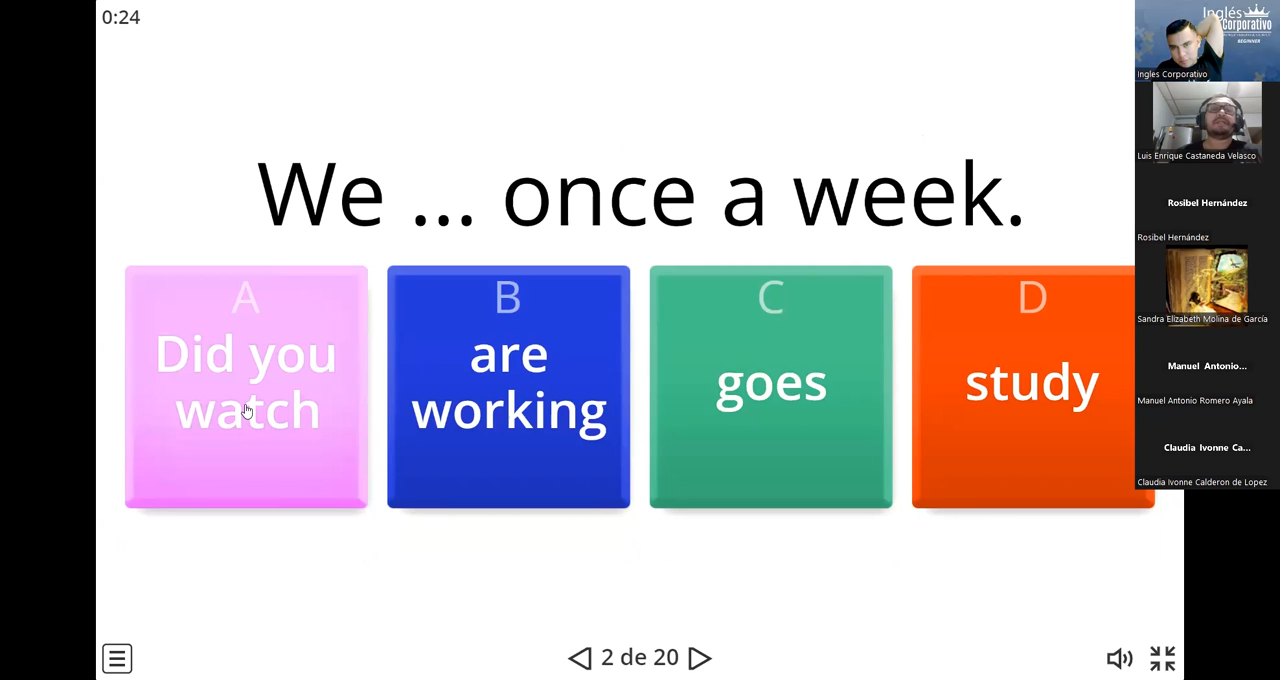 0:24
We ... once a week.
A
Did you
watch
B
are
working
C
goes
D
study
2 de 20
Inglés
Corporativo
BEGINNER
Ingles Corporativo
Luis Enrique Castaneda Velasco
Rosibel Hernández
Rosibel Hernández
Sandra Elizabeth Molina de García
Manuel Antonio...
Manuel Antonio Romero Ayala
Claudia Ivonne Ca...
Claudia Ivonne Calderon de Lopez